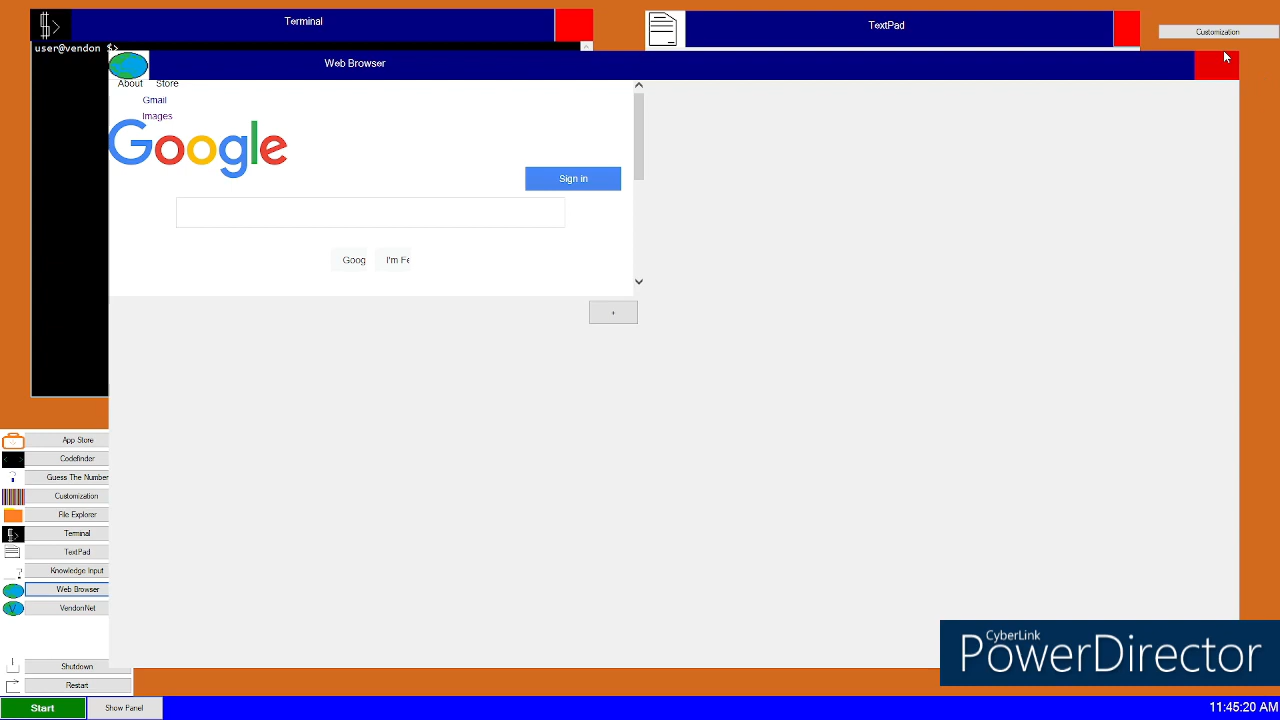 Terminal
TextPad
Customization
user@vendon $>
Web Browser
About Store
Gmail
Images
Google
Sign in
Goog I'm Fe
+
App Store
Codefinder
Guess The Number
Customization
File Explorer
Terminal
TextPad
Knowledge Input
Web Browser
VendonNet
Shutdown
Restart
CyberLink
PowerDirector
Start
Show Panel
11:45:20 AM